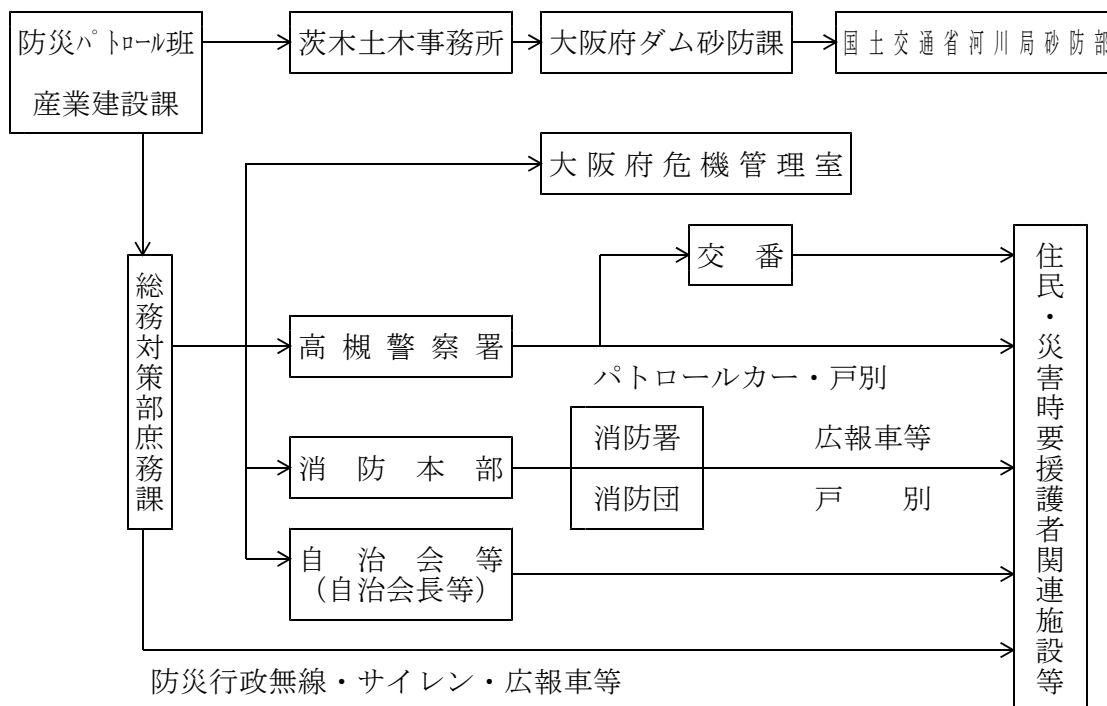 防災ﾊﾟﾄﾛｰﾙ班
産業建設課
茨木土木事務所
大阪府ダム砂防課
国土交通省河川局砂防部
大阪府危機管理室
総務対策部庶務課
交番
高槻警察署
パトロールカー・戸別
消防本部
消防署
消防団
広報車等
戸別
自治会等
(自治会長等)
防災行政無線・サイレン・広報車等
住民・災害時要援護者関連施設等